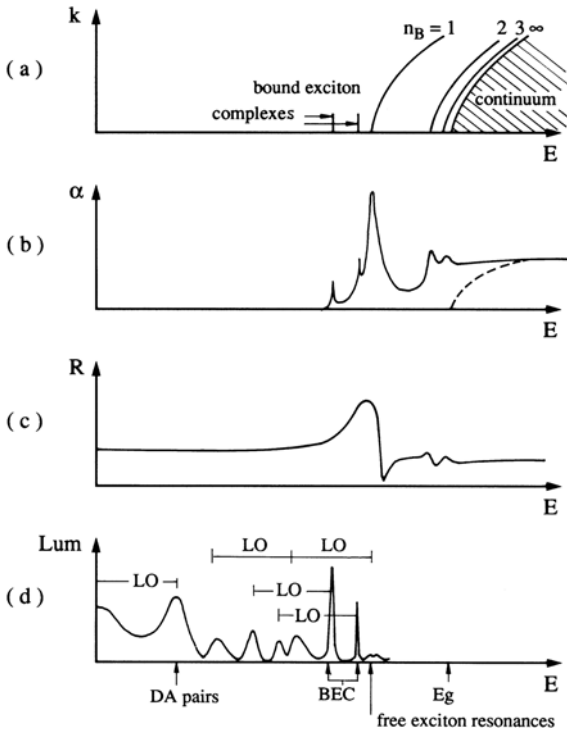 k
n_B = 1 2 3 ∞
( a )
bound exciton
complexes
continuum
E
α
( b )
E
R
( c )
E
Lum
LO LO
LO
LO
LO
( d )
E
DA pairs
BEC
Eg
free exciton resonances